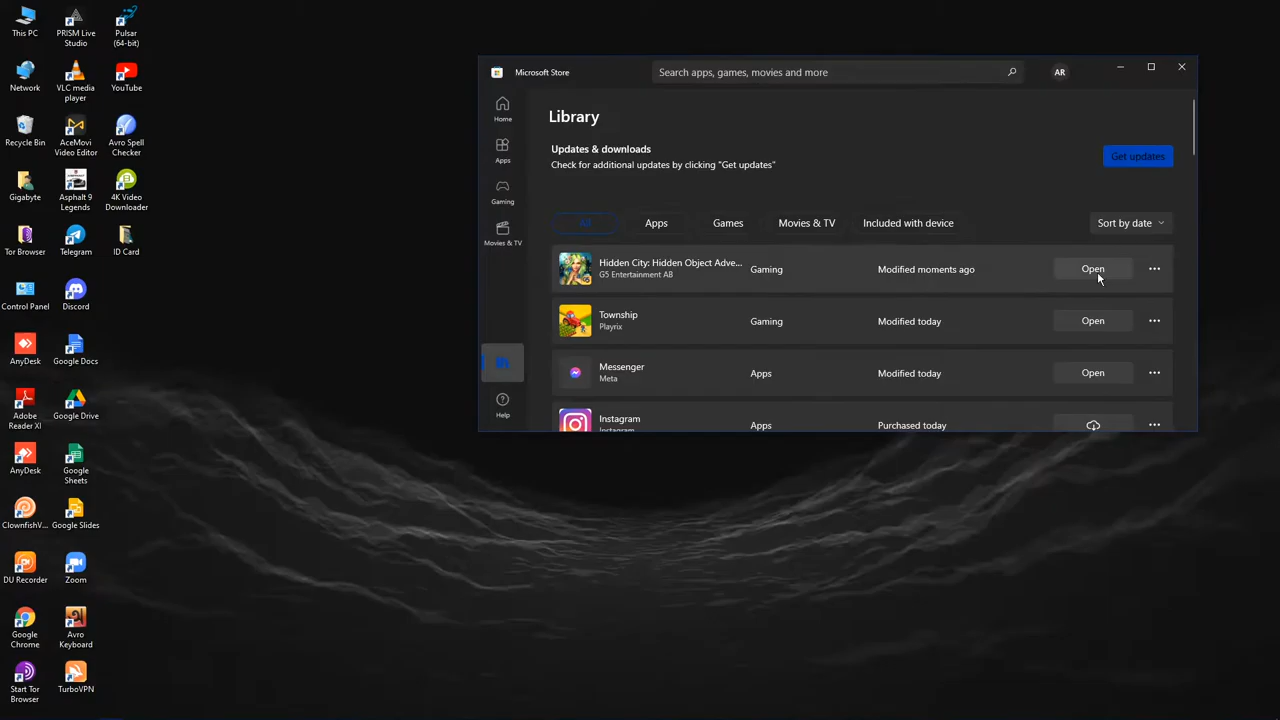 This PC
PRISM Live
Studio
Pulsar
(64-bit)
Network
VLC media
player
YouTube
Recycle Bin
AceMovi
Video Editor
Avro Spell
Checker
Gigabyte
Asphalt 9
Legends
4K Video
Downloader
Tor Browser
Telegram
ID Card
Control Panel
Discord
AnyDesk
Google Docs
Adobe
Reader XI
Google Drive
AnyDesk
Google
Sheets
ClownfishV...
Google Slides
DU Recorder
Zoom
Google
Chrome
Avro
Keyboard
Start Tor
Browser
TurboVPN
Microsoft Store
Search apps, games, movies and more
AR
Home
Apps
Gaming
Movies & TV
Help
Library
Updates & downloads
Check for additional updates by clicking "Get updates"
Get updates
All
Apps
Games
Movies & TV
Included with device
Sort by date
Hidden City: Hidden Object Adve...
G5 Entertainment AB
Gaming
Modified moments ago
Open
Township
Playrix
Gaming
Modified today
Open
Messenger
Meta
Apps
Modified today
Open
Instagram
Instagram
Apps
Purchased today